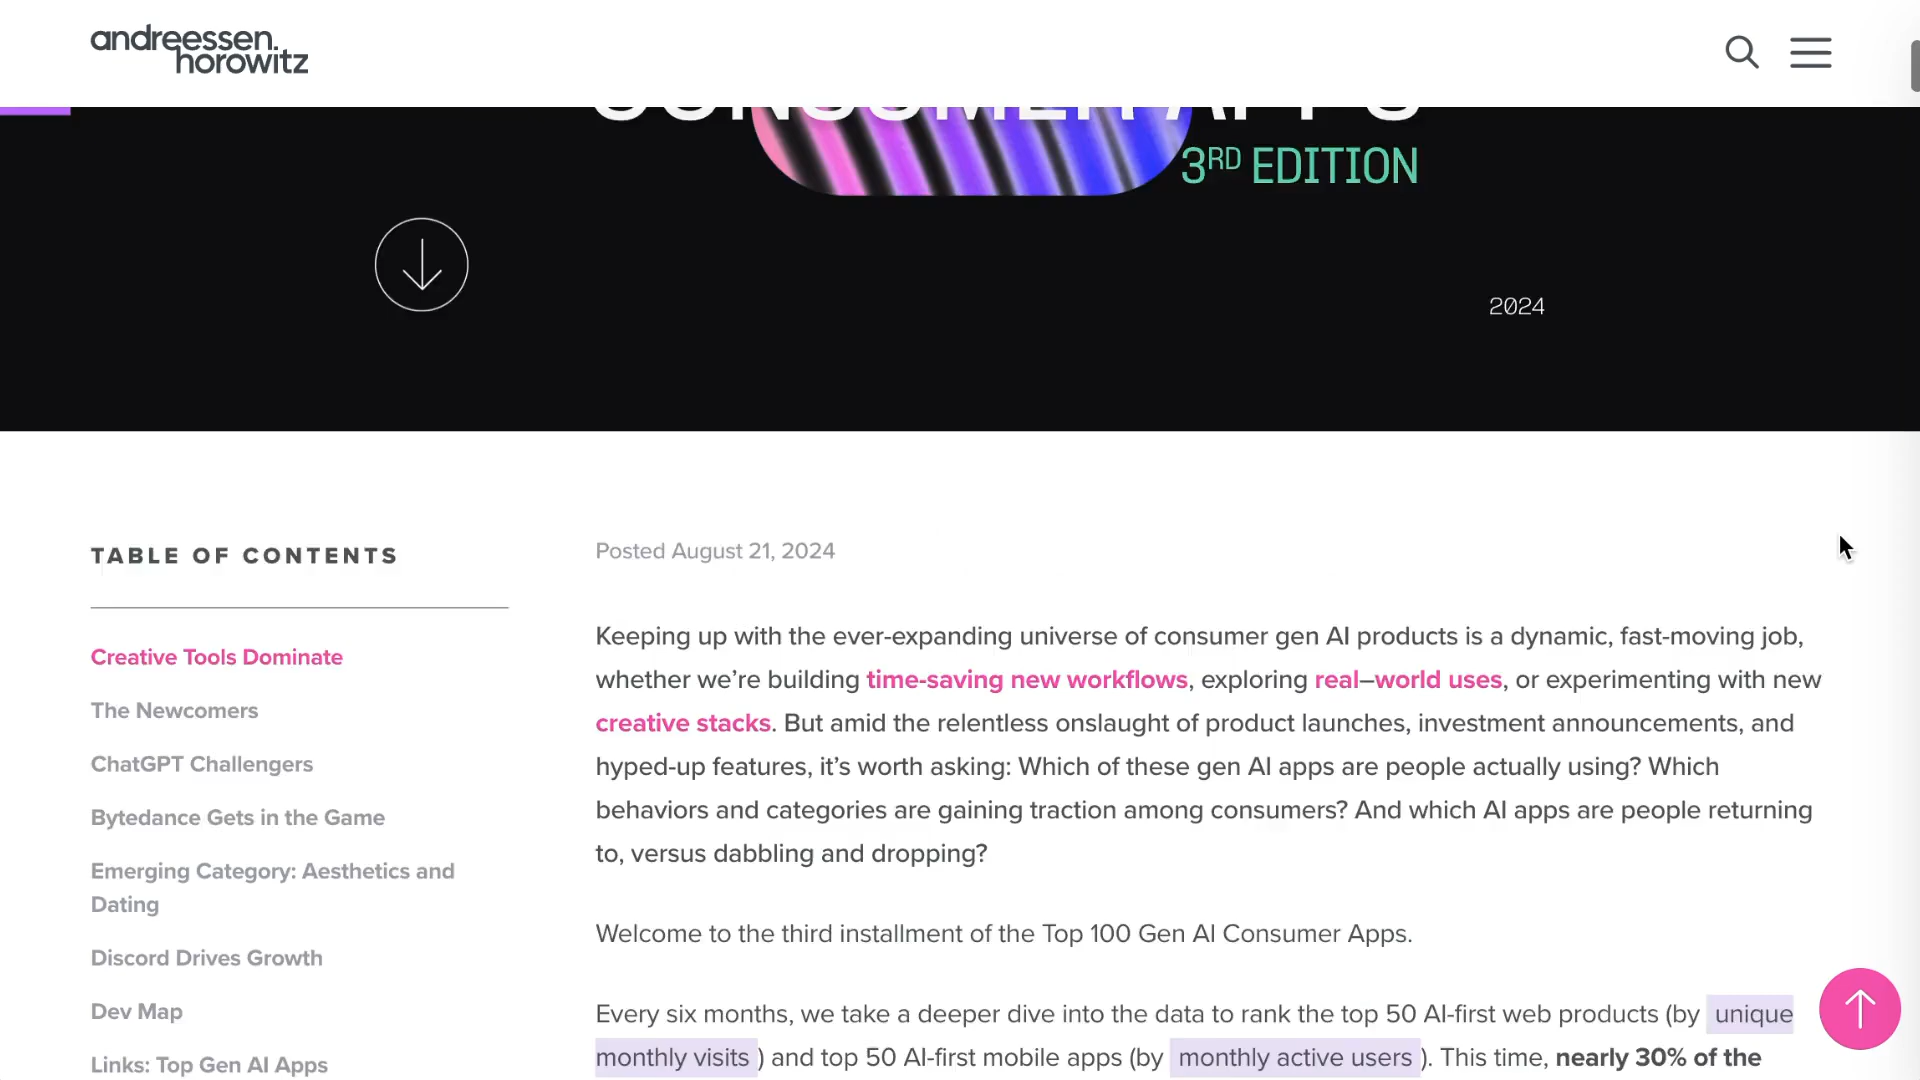 andreessen.
horowitz
CONSUMER APPS
3RD EDITION
2024
TABLE OF CONTENTS
Creative Tools Dominate
The Newcomers
ChatGPT Challengers
Bytedance Gets in the Game
Emerging Category: Aesthetics and
Dating
Discord Drives Growth
Dev Map
Links: Top Gen AI Apps
Posted August 21, 2024
Keeping up with the ever-expanding universe of consumer gen AI products is a dynamic, fast-moving job,
whether we’re building time-saving new workflows, exploring real–world uses, or experimenting with new
creative stacks. But amid the relentless onslaught of product launches, investment announcements, and
hyped-up features, it’s worth asking: Which of these gen AI apps are people actually using? Which
behaviors and categories are gaining traction among consumers? And which AI apps are people returning
to, versus dabbling and dropping?
Welcome to the third installment of the Top 100 Gen AI Consumer Apps.
Every six months, we take a deeper dive into the data to rank the top 50 AI-first web products (by unique
monthly visits) and top 50 AI-first mobile apps (by monthly active users). This time, nearly 30% of the